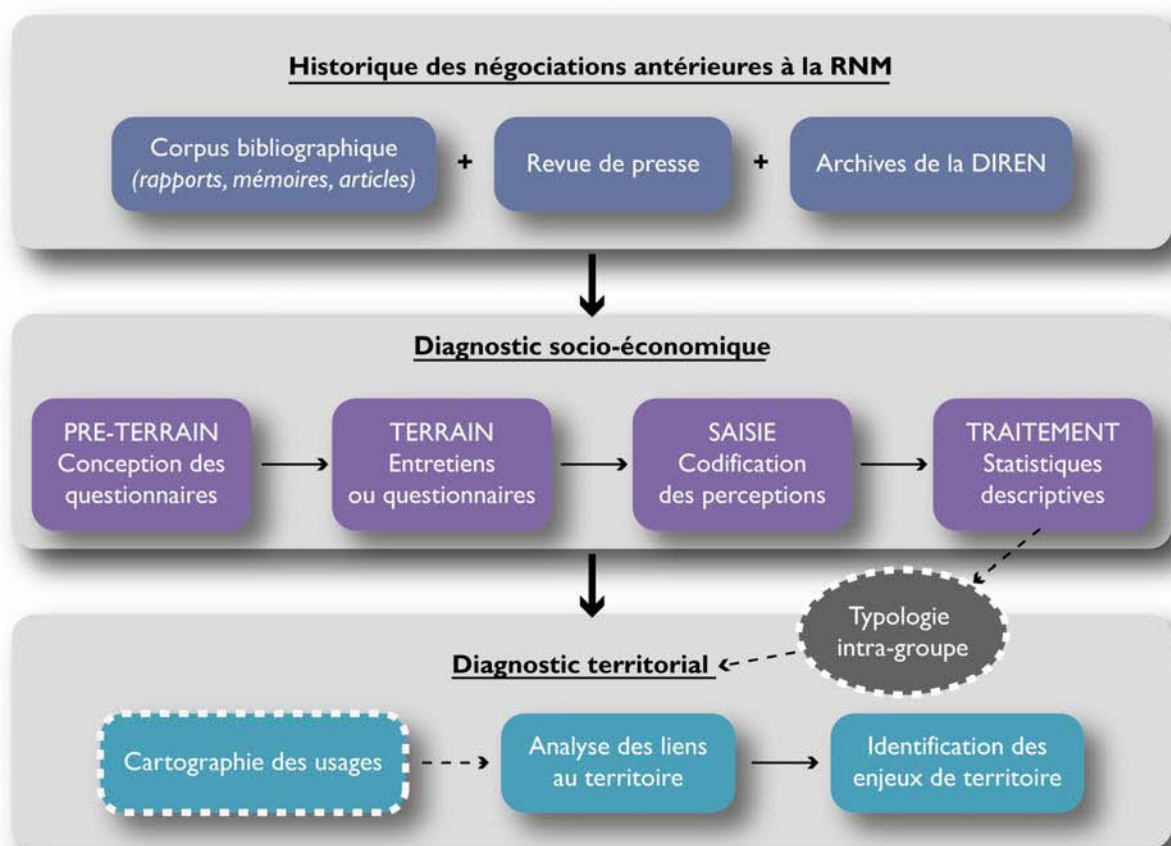 Historique des négociations antérieures à la RNM
Corpus bibliographique
(rapports, mémoires, articles)
+
Revue de presse
+
Archives de la DIREN
Diagnostic socio-économique
PRE-TERRAIN
Conception des
questionnaires
TERRAIN
Entretiens
ou questionnaires
SAISIE
Codification
des perceptions
TRAITEMENT
Statistiques
descriptives
Typologie
intra-groupe
Diagnostic territorial
Cartographie des usages
Analyse des liens
au territoire
Identification des
enjeux de territoire